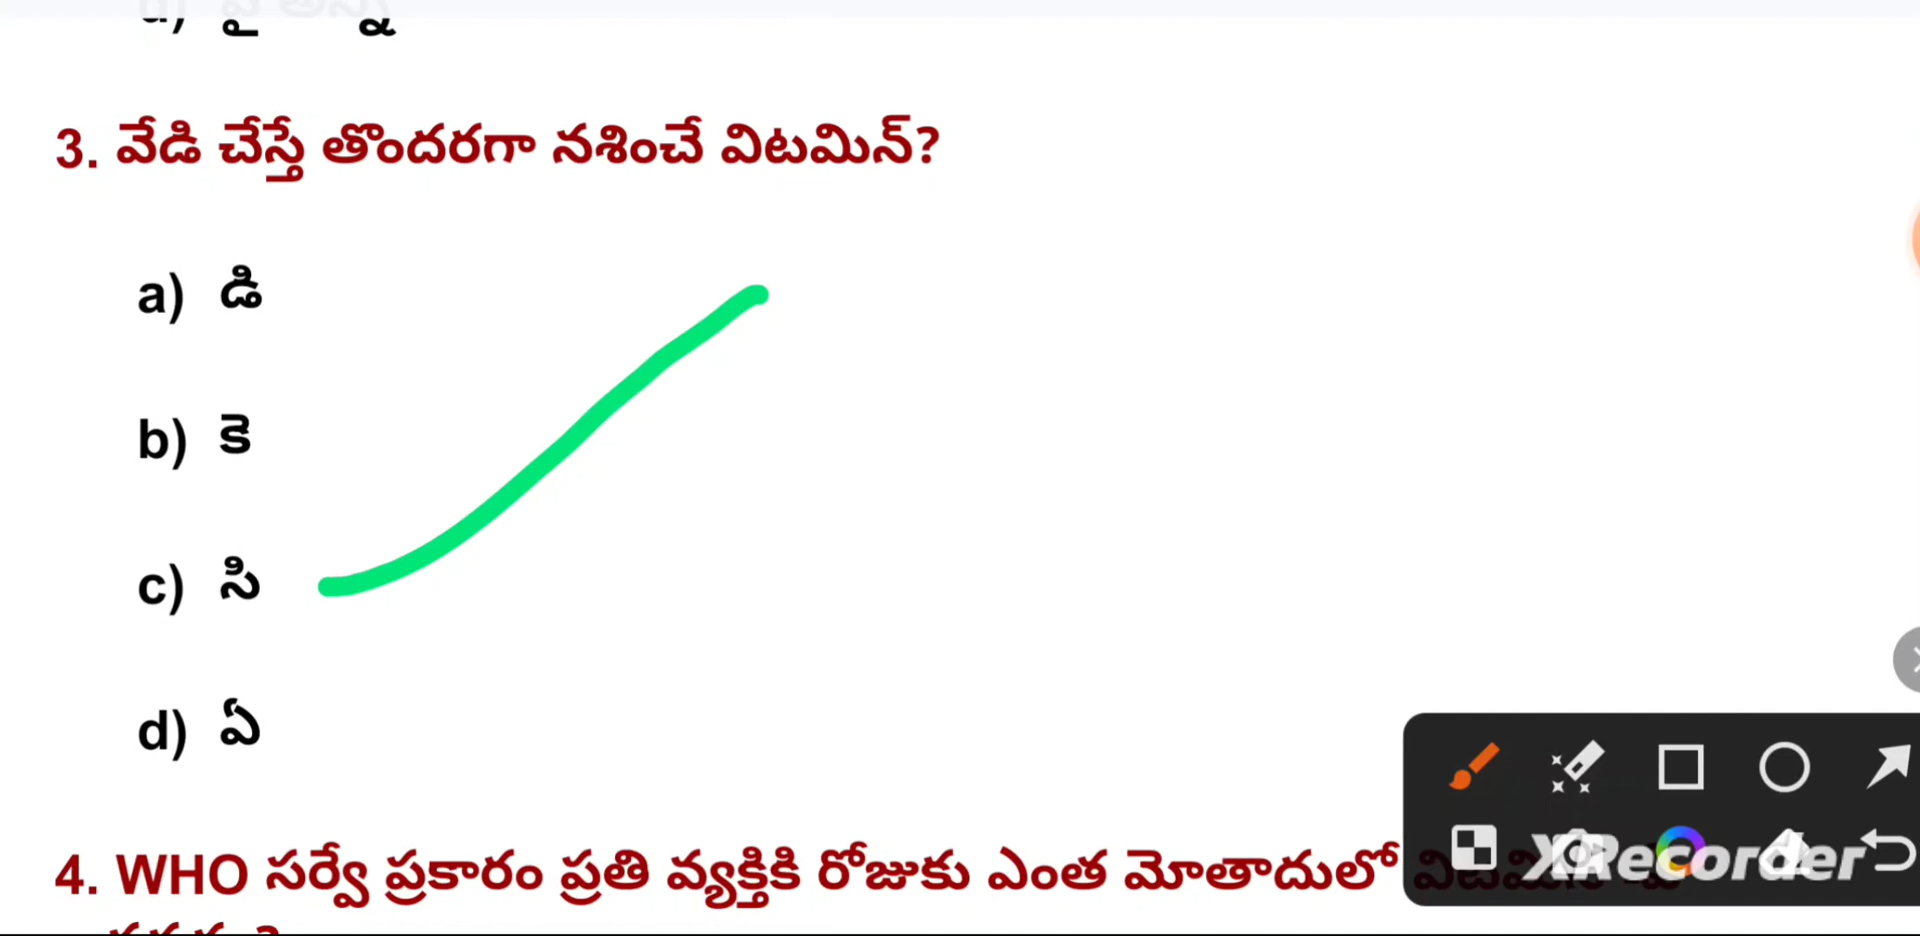 3. వేడి చేస్తే తొందరగా నశించే విటమిన్?
a) డి
b) కె
c) సి
d) ఏ
4. WHO సర్వే ప్రకారం ప్రతి వ్యక్తికి రోజుకు ఎంత మోతాదులో
XRecorder